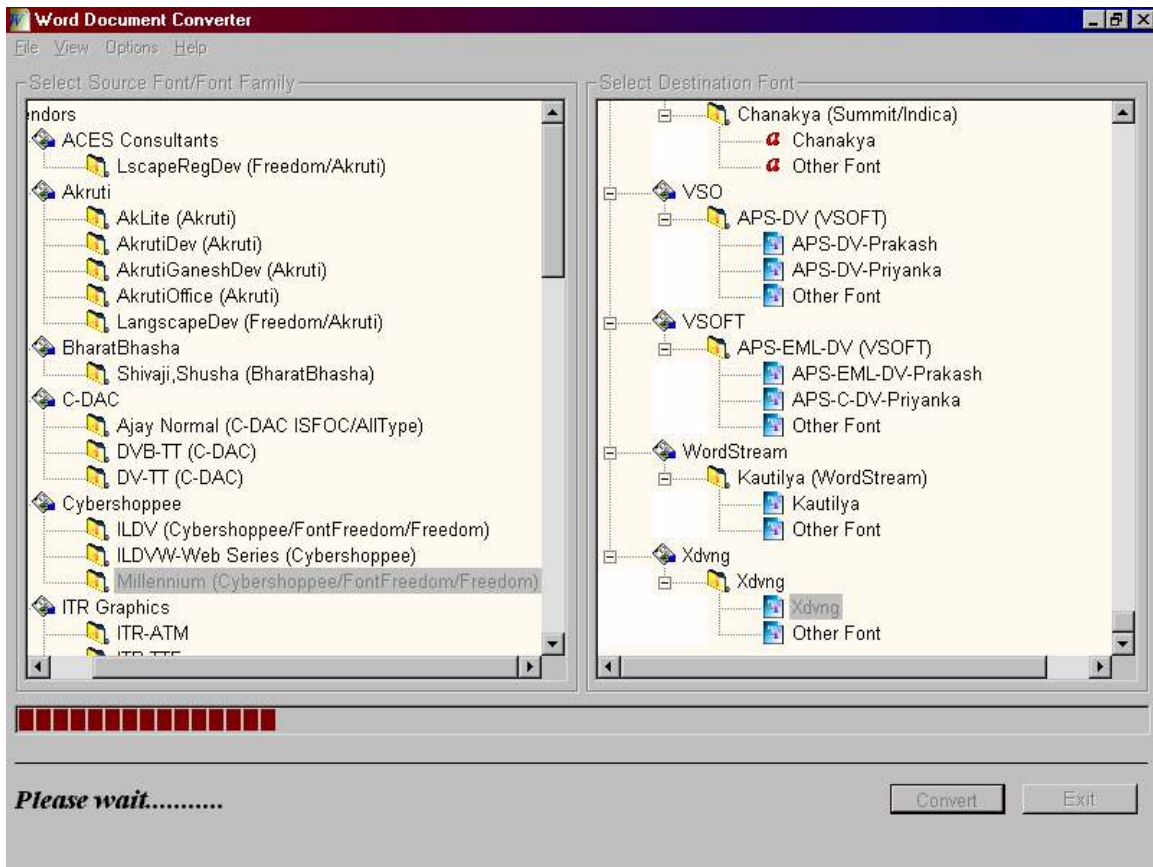 Word Document Converter
File View Options Help
Select Source Font/Font Family
ndors
ACES Consultants
LscapeRegDev (Freedom/Akruti)
Akruti
AkLite (Akruti)
AkrutiDev (Akruti)
AkrutiGaneshDev (Akruti)
AkrutiOffice (Akruti)
LangscapeDev (Freedom/Akruti)
BharatBhasha
Shivaji,Shusha (BharatBhasha)
C-DAC
Ajay Normal (C-DAC ISFOC/AllType)
DVB-TT (C-DAC)
DV-TT (C-DAC)
Cybershoppee
ILDV (Cybershoppee/FontFreedom/Freedom)
ILDVW-Web Series (Cybershoppee)
Millennium (Cybershoppee/FontFreedom/Freedom)
ITR Graphics
ITR-ATM
ITR-TTF
Select Destination Font
Chanakya (Summit/Indica)
Chanakya
Other Font
VSO
APS-DV (VSOFT)
APS-DV-Prakash
APS-DV-Priyanka
Other Font
VSOFT
APS-EML-DV (VSOFT)
APS-EML-DV-Prakash
APS-C-DV-Priyanka
Other Font
WordStream
Kautilya (WordStream)
Kautilya
Other Font
Xdvng
Xdvng
Xdvng
Other Font
Please wait...........
Convert Exit